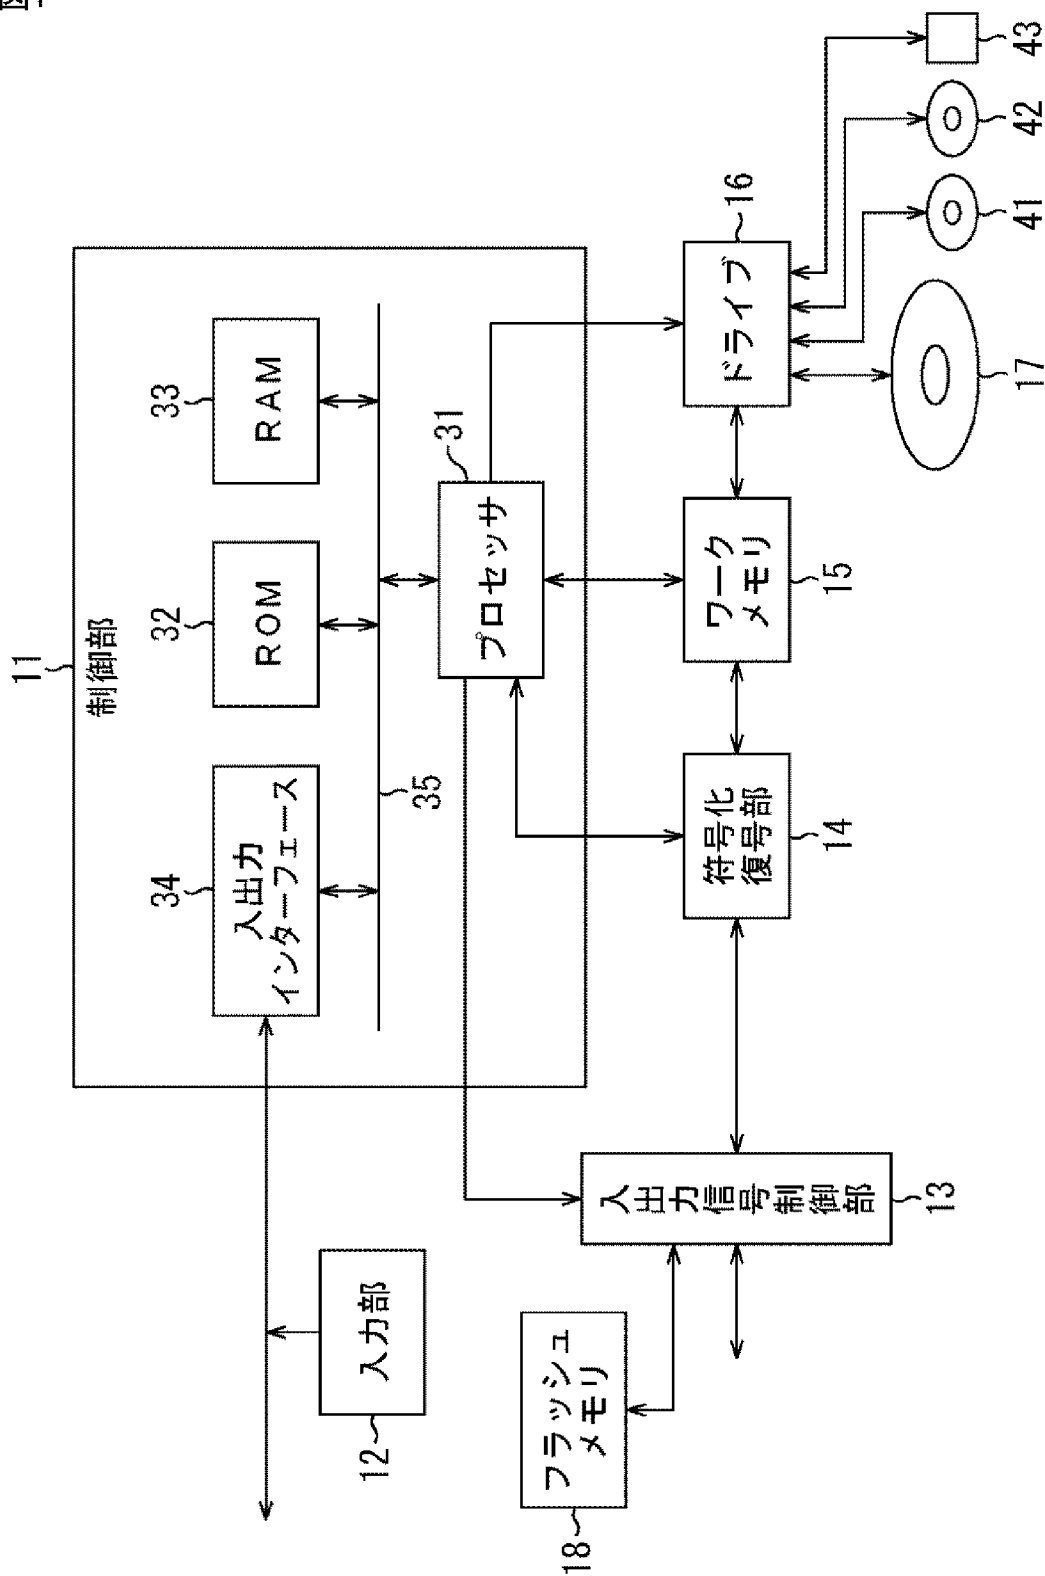 図1
11
制御部
34
入出力
インターフェース
32
ROM
33
RAM
35
プロセッサ
31
12
入力部
18
フラッシュ
メモリ
入出力信号制御部
13
符号化
復号部
14
ワーク
メモリ
15
ドライブ
16
17
41
42
43